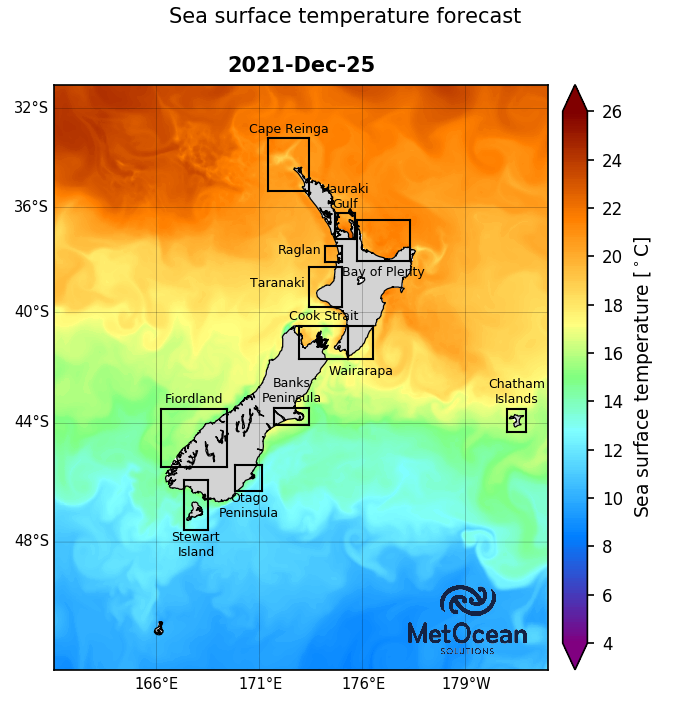 Sea surface temperature forecast
2021-Dec-25
32°S
36°S
40°S
44°S
48°S
166°E
171°E
176°E
179°W
Cape Reinga
Hauraki
Gulf
Raglan
Bay of Plenty
Taranaki
Cook Strait
Wairarapa
Banks
Peninsula
Fiordland
Chatham
Islands
Otago
Peninsula
Stewart
Island
MetOcean
SOLUTIONS
26
24
22
20
18
16
14
12
10
8
6
4
Sea surface temperature [°C]